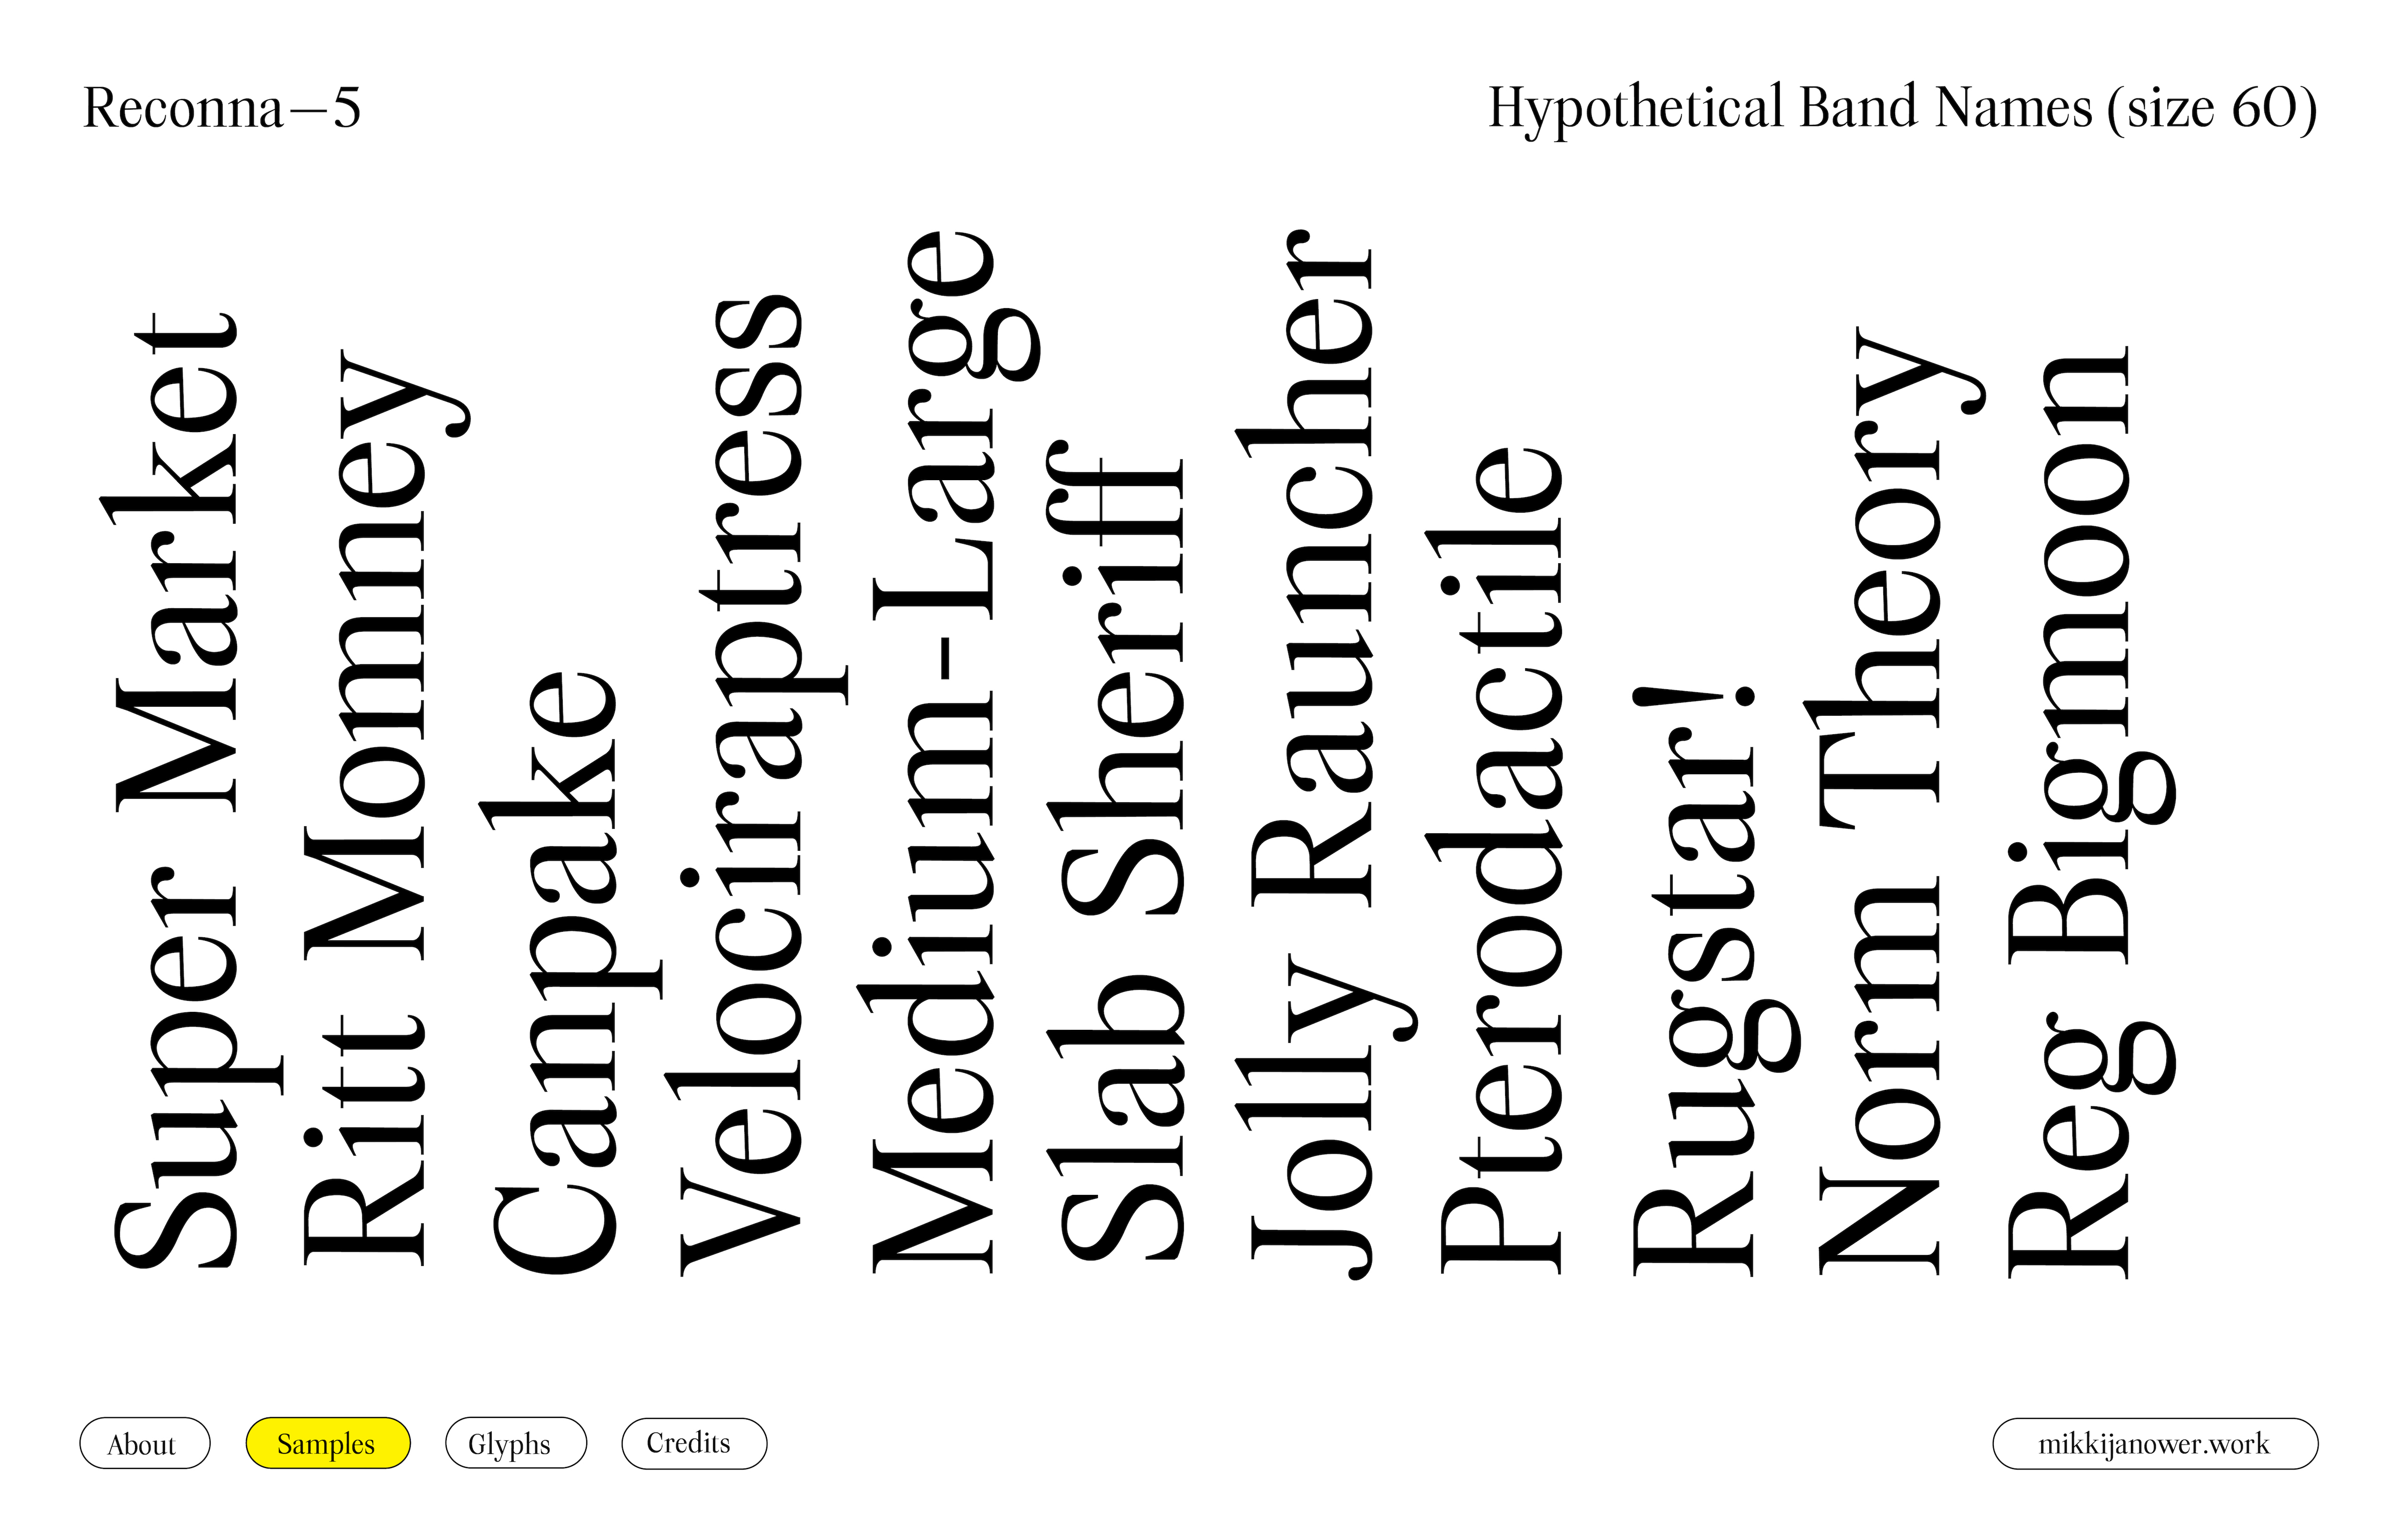 Reconna—5
Hypothetical Band Names (size 60)
Super Market
Ritt Momney
Campake
Velociraptress
Medium-Large
Slab Sheriff
Jolly Rauncher
Pterodactile
Rugstar!
Norm Theory
Reg Bigmoon
About
Samples
Glyphs
Credits
mikkijanower.work